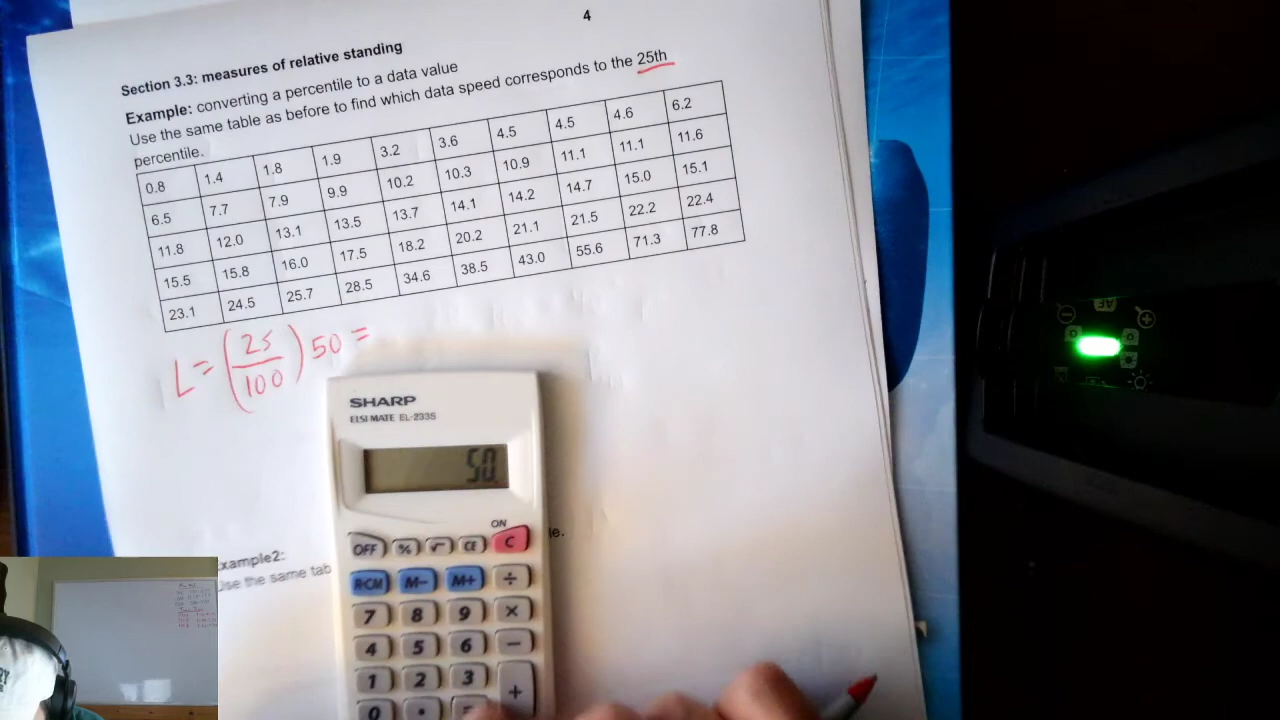 4
Section 3.3: measures of relative standing
Example: converting a percentile to a data value
Use the same table as before to find which data speed corresponds to the 25th
percentile.
0.8 1.4 1.8 1.9 3.2 3.6 4.5 4.5 4.6 6.2
6.5 7.7 7.9 9.9 10.2 10.3 10.9 11.1 11.1 11.6
11.8 12.0 13.1 13.5 13.7 14.1 14.2 14.7 15.0 15.1
15.5 15.8 16.0 17.5 18.2 20.2 21.1 21.5 22.2 22.4
23.1 24.5 25.7 28.5 34.6 38.5 43.0 55.6 71.3 77.8
L = (25/100) 50 =
SHARP
ELSI MATE EL-233S
50.
ON
OFF % √ CE C
R·CM M− M+ ÷
7 8 9 ×
4 5 6 −
1 2 3 +
0 •
xample2:
le.
Use the same tab
AF